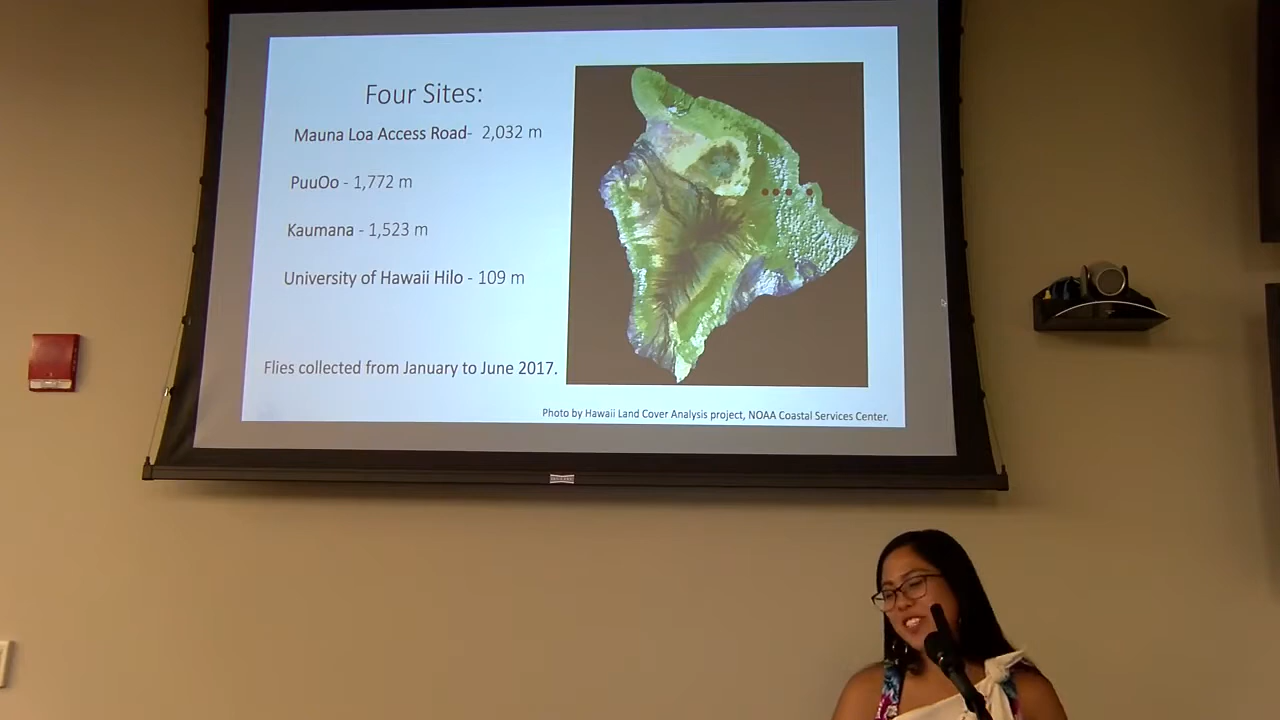 Four Sites:
Mauna Loa Access Road- 2,032 m
PuuOo - 1,772 m
Kaumana - 1,523 m
University of Hawaii Hilo - 109 m
Flies collected from January to June 2017.
Photo by Hawaii Land Cover Analysis project, NOAA Coastal Services Center.